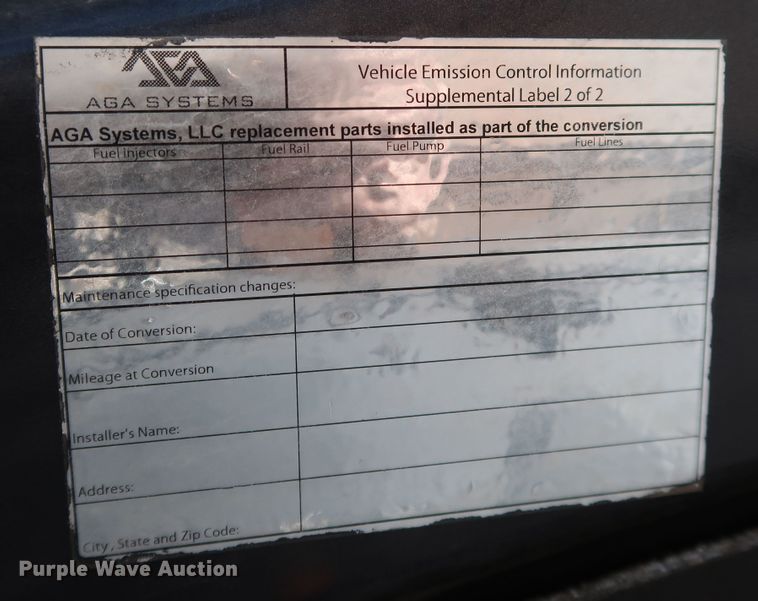 AGA
AGA SYSTEMS
Vehicle Emission Control Information
Supplemental Label 2 of 2
AGA Systems, LLC replacement parts installed as part of the conversion
Fuel Injectors Fuel Rail Fuel Pump Fuel Lines
Maintenance specification changes:
Date of Conversion:
Mileage at Conversion
Installer's Name:
Address:
City, State and Zip Code:
Purple Wave Auction